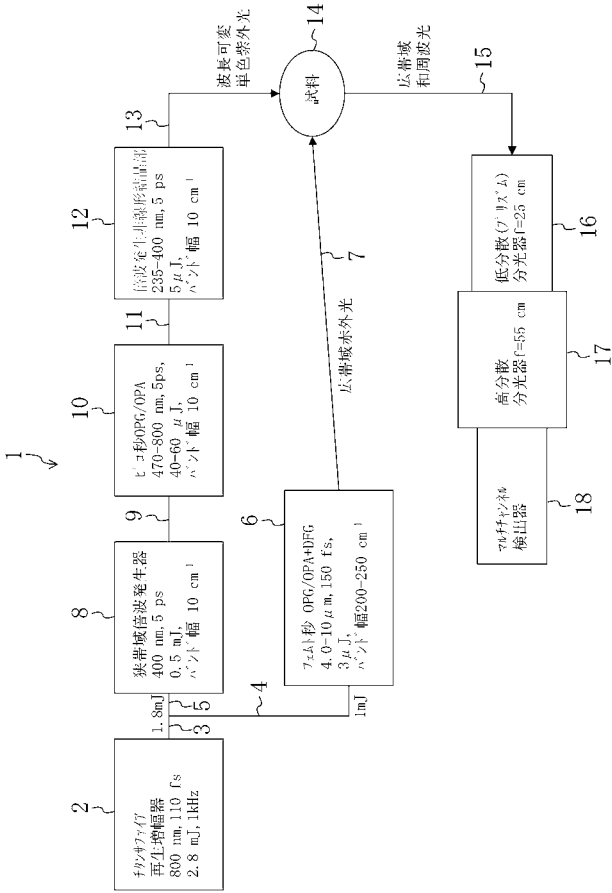 1
2
チタンサファイア
再生増幅器
800 nm,110 fs
2.8 mJ,1kHz
3
1.8mJ
5
4
1mJ
8
狭帯域倍波発生器
400 nm,5 ps
0.5 mJ,
バンド幅 10 cm⁻¹
9
10
ピコ秒OPG/OPA
470-800 nm,5ps,
40-60 μJ,
バンド幅 10 cm⁻¹
11
12
倍波発生非線形結晶部
235-400 nm,5 ps
5 μJ,
バンド幅 10 cm⁻¹
13
波長可変
単色紫外光
6
フェムト秒 OPG/OPA+DFG
4.0-10μm,150 fs,
3 μJ,
バンド幅200-250 cm⁻¹
広帯域赤外光
7
14
試料
広帯域
和周波光
15
低分散(プリズム)
分光器f=25 cm
16
高分散
分光器f=55 cm
17
マルチチャンネル
検出器
18